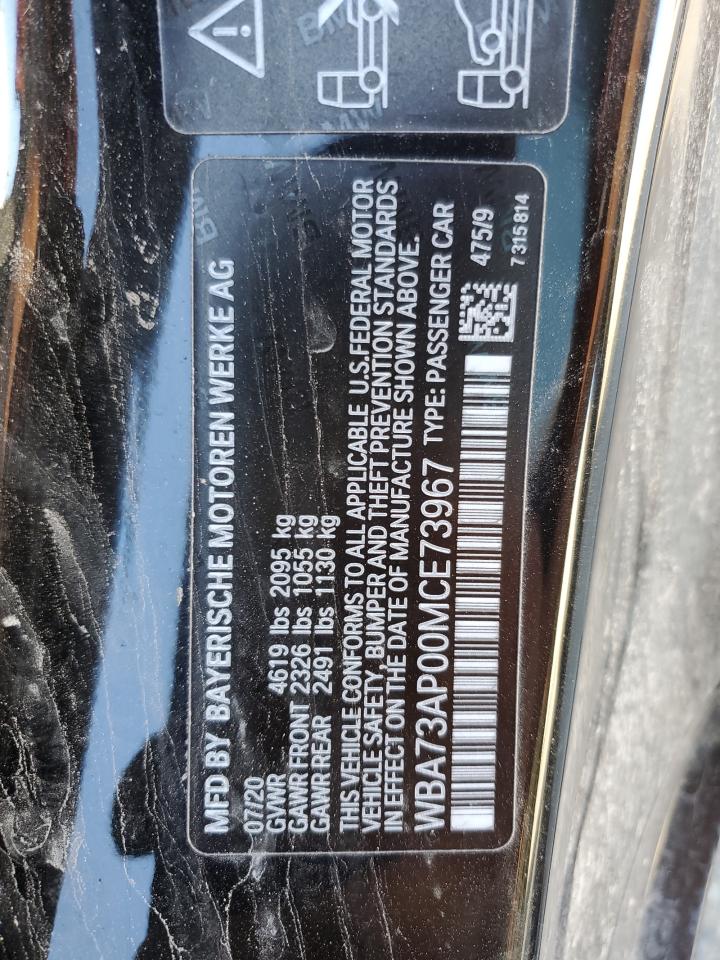 MFD BY BAYERISCHE MOTOREN WERKE AG
07/20
GVWR 4619 lbs 2095 kg
GAWR FRONT 2326 lbs 1055 kg
GAWR REAR 2491 lbs 1130 kg
THIS VEHICLE CONFORMS TO ALL APPLICABLE U.S.FEDERAL MOTOR
VEHICLE SAFETY, BUMPER AND THEFT PREVENTION STANDARDS
IN EFFECT ON THE DATE OF MANUFACTURE SHOWN ABOVE.
WBA73AP00MCE73967 TYPE: PASSENGER CAR
475/9
7 315 814